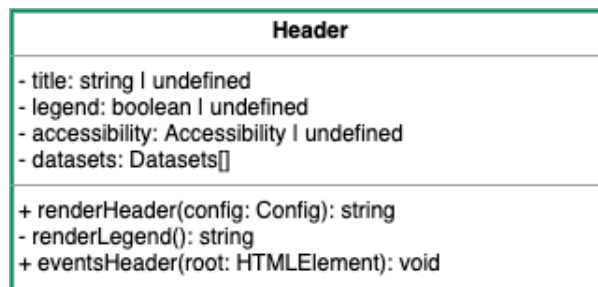 Header
- title: string | undefined
- legend: boolean | undefined
- accessibility: Accessibility | undefined
- datasets: Datasets[]
+ renderHeader(config: Config): string
- renderLegend(): string
+ eventsHeader(root: HTMLElement): void